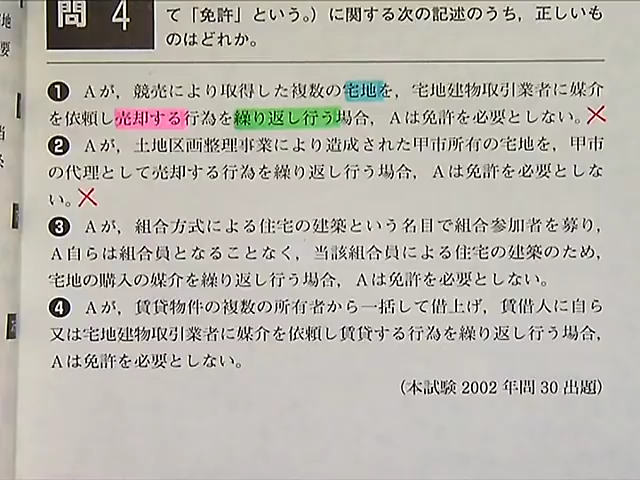 問 4
て「免許」という。)に関する次の記述のうち,正しいも
のはどれか。
❶ Aが,競売により取得した複数の宅地を,宅地建物取引業者に媒介
を依頼し売却する行為を繰り返し行う場合,Aは免許を必要としない。×
❷ Aが,土地区画整理事業により造成された甲市所有の宅地を,甲市
の代理として売却する行為を繰り返し行う場合,Aは免許を必要としな
い。×
❸ Aが,組合方式による住宅の建築という名目で組合参加者を募り,
A自らは組合員となることなく,当該組合員による住宅の建築のため,
宅地の購入の媒介を繰り返し行う場合,Aは免許を必要としない。
❹ Aが,賃貸物件の複数の所有者から一括して借上げ,賃借人に自ら
又は宅地建物取引業者に媒介を依頼し賃貸する行為を繰り返し行う場合,
Aは免許を必要としない。
(本試験 2002 年問 30 出題)